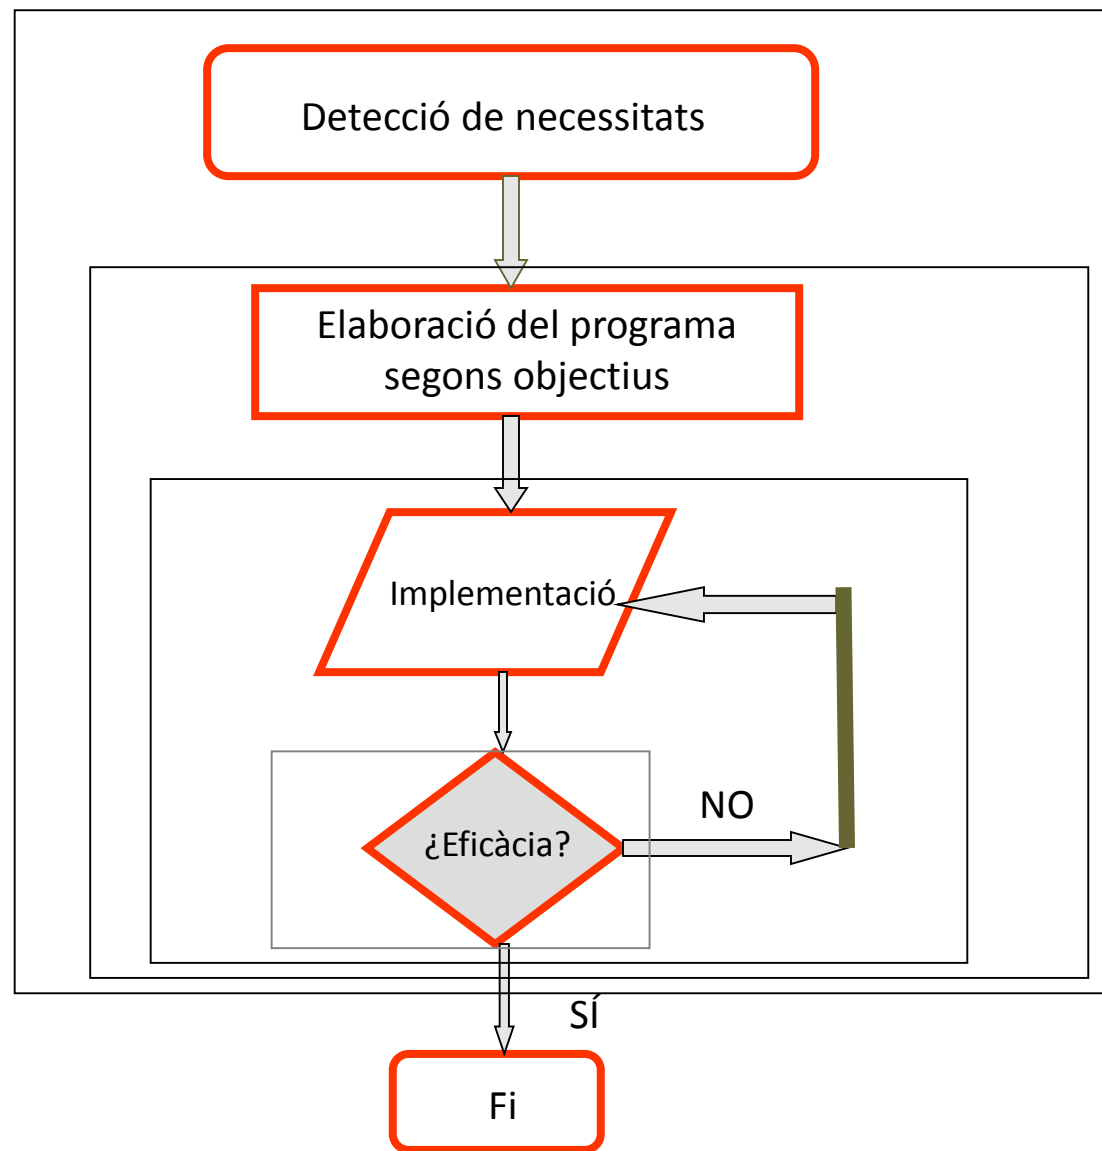 Detecció de necessitats
Elaboració del programa
segons objectius
Implementació
¿Eficàcia?
NO
SÍ
Fi